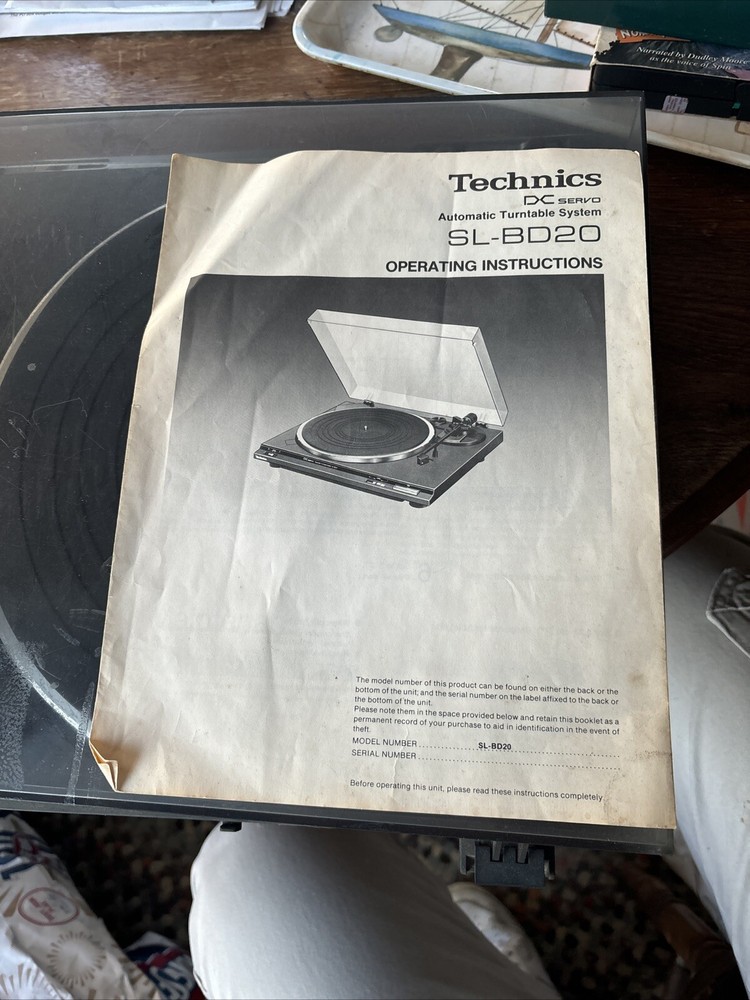 Narrated by Dudley Moore
as the voice of Spin
Technics
DC SERVO
Automatic Turntable System
SL-BD20
OPERATING INSTRUCTIONS
The model number of this product can be found on either the back or the
bottom of the unit; and the serial number on the label affixed to the back or
the bottom of the unit.
Please note them in the space provided below and retain this booklet as a
permanent record of your purchase to aid in identification in the event of
theft.
MODEL NUMBER SL-BD20
SERIAL NUMBER
Before operating this unit, please read these instructions completely.